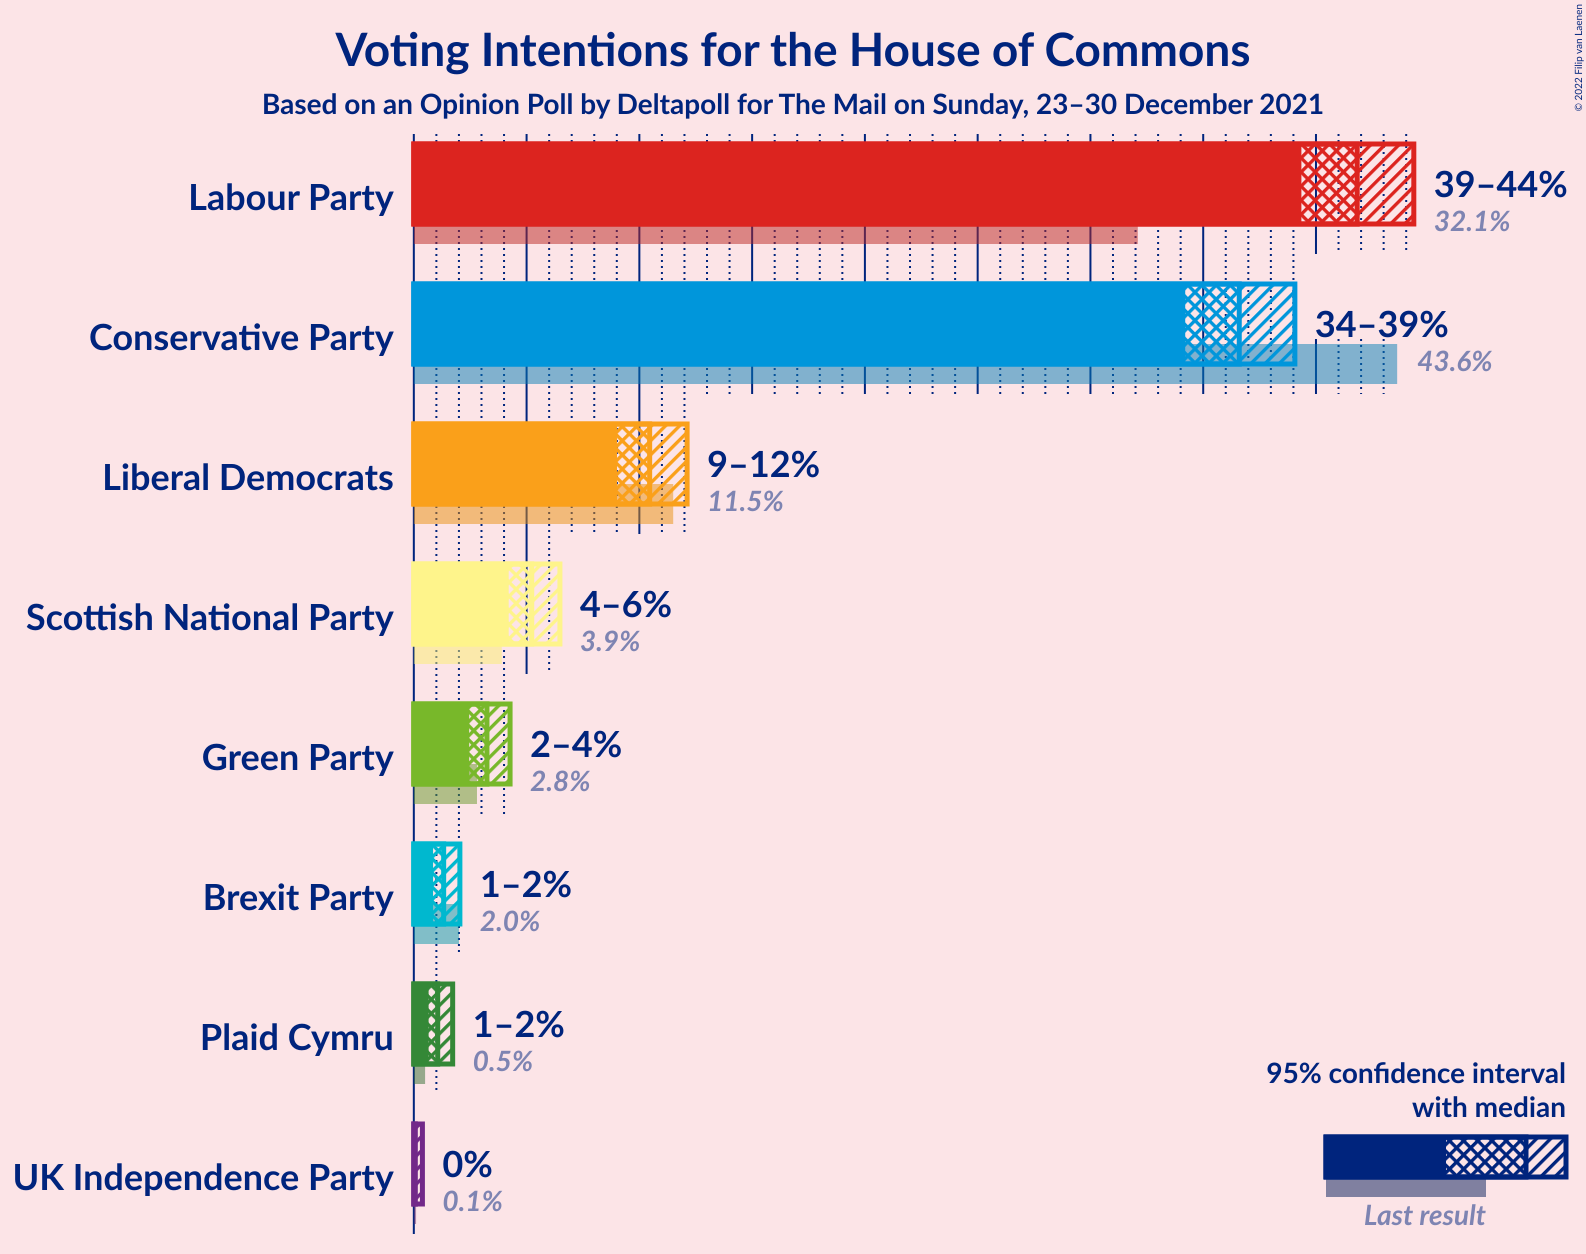 Voting Intentions for the House of Commons
Based on an Opinion Poll by Deltapoll for The Mail on Sunday, 23–30 December 2021
© 2022 Filip van Laenen
Labour Party
39–44%
32.1%
Conservative Party
34–39%
43.6%
Liberal Democrats
9–12%
11.5%
Scottish National Party
4–6%
3.9%
Green Party
2–4%
2.8%
Brexit Party
1–2%
2.0%
Plaid Cymru
1–2%
0.5%
UK Independence Party
0%
0.1%
95% confidence interval
with median
Last result